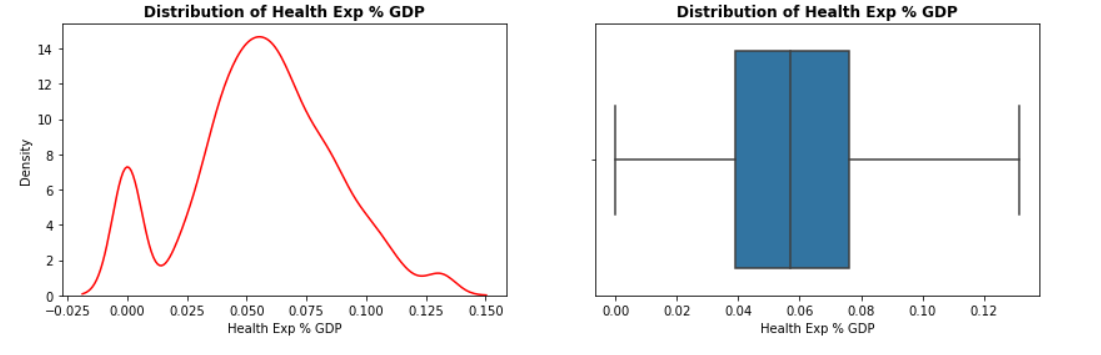 Distribution of Health Exp % GDP
14
12
10
8
6
4
2
0
Density
−0.025 0.000 0.025 0.050 0.075 0.100 0.125 0.150
Health Exp % GDP
Distribution of Health Exp % GDP
0.00 0.02 0.04 0.06 0.08 0.10 0.12
Health Exp % GDP